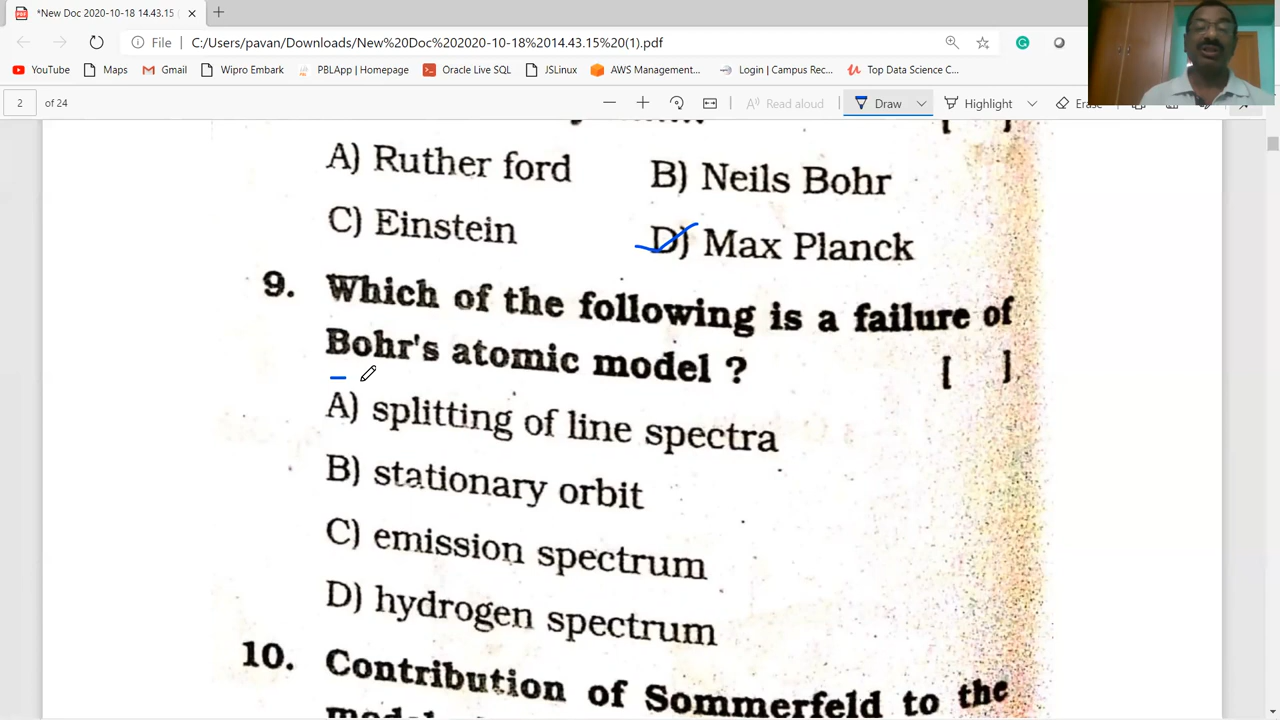 *New Doc 2020-10-18 14.43.15
File C:/Users/pavan/Downloads/New%20Doc%202020-10-18%2014.43.15%20(1).pdf
YouTube Maps Gmail Wipro Embark PBLApp | Homepage Oracle Live SQL JSLinux AWS Management... Login | Campus Rec... Top Data Science C...
2 of 24 Read aloud Draw Highlight Erase
A) Ruther ford B) Neils Bohr
C) Einstein D) Max Planck
9. Which of the following is a failure of
Bohr's atomic model ? [ ]
A) splitting of line spectra
B) stationary orbit
C) emission spectrum
D) hydrogen spectrum
10. Contribution of Sommerfeld to the